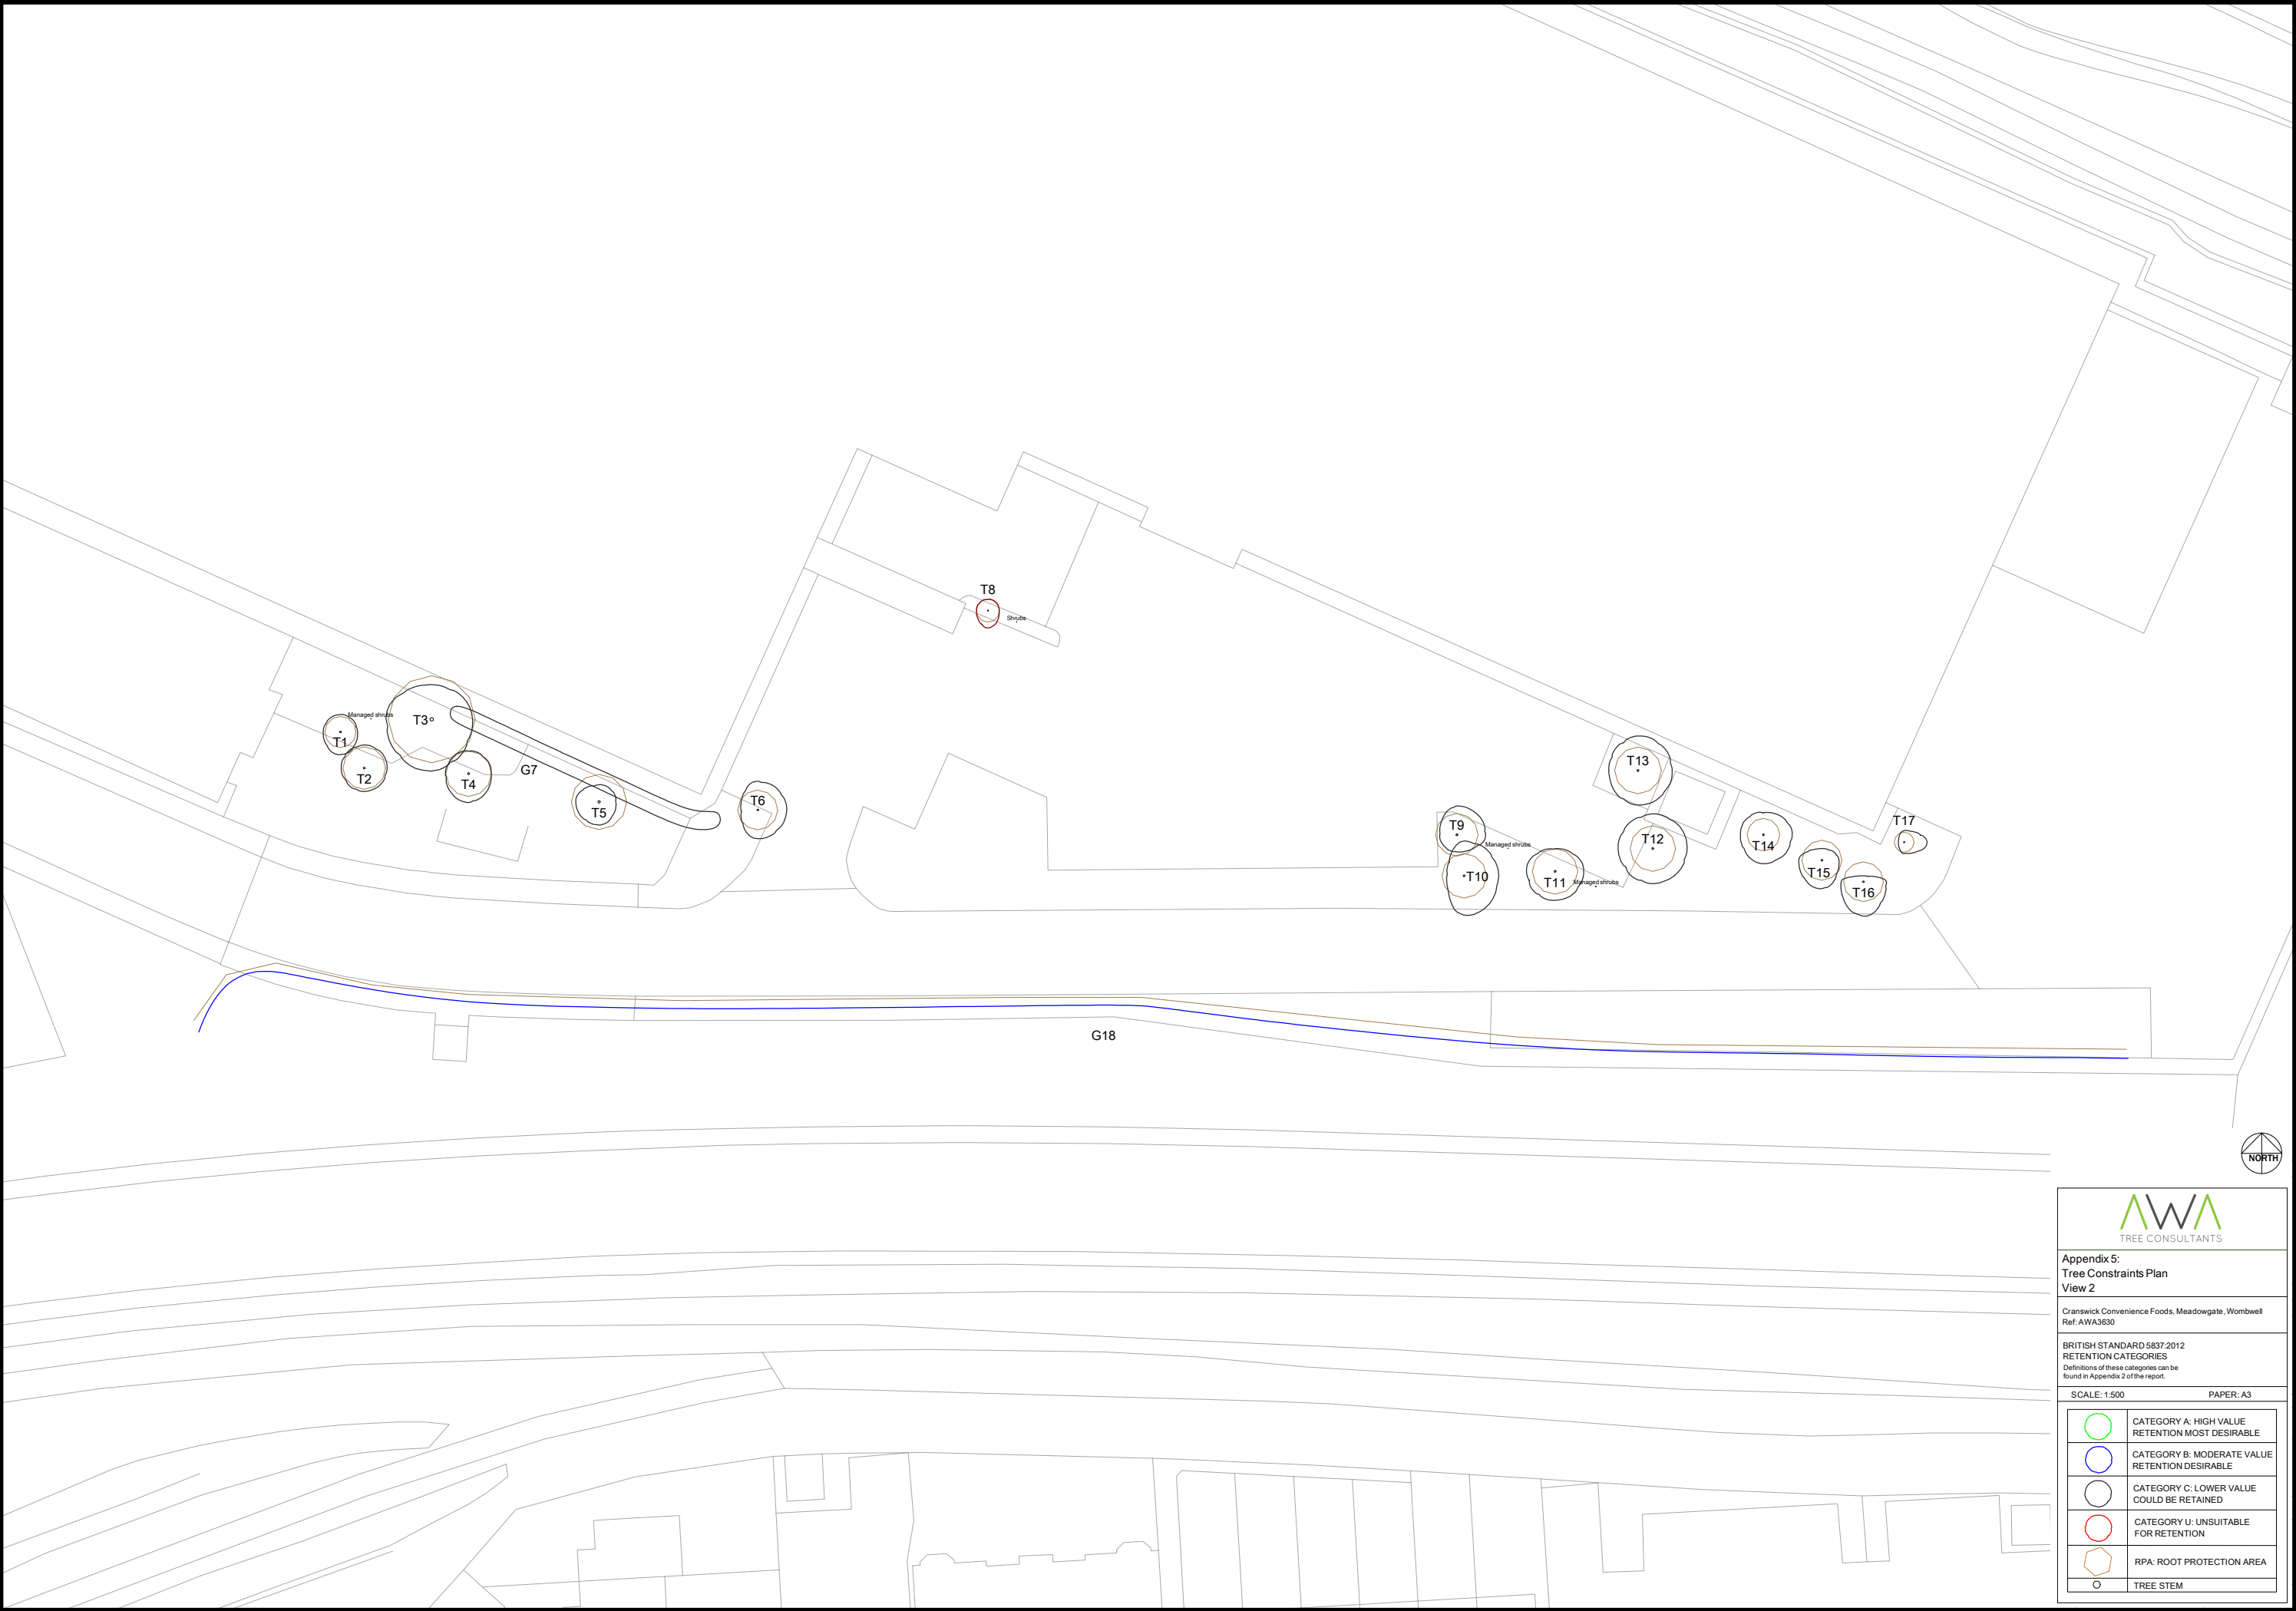 T8
Shrubs
T3
Managed shrubs
T1
T2
T4
G7
T5
T6
T13
T17
T9
T12
Managed shrubs
T14
T10
T11
Managed shrubs
T15
T16
G18
NORTH
AWA
TREE CONSULTANTS
Appendix 5:
Tree Constraints Plan
View 2
Cranswick Convenience Foods, Meadowgate, Wombwell
Ref: AWA3630
BRITISH STANDARD 5837:2012
RETENTION CATEGORIES
Definitions of these categories can be
found in Appendix 2 of the report.
SCALE: 1:500 PAPER: A3
CATEGORY A: HIGH VALUE
RETENTION MOST DESIRABLE
CATEGORY B: MODERATE VALUE
RETENTION DESIRABLE
CATEGORY C: LOWER VALUE
COULD BE RETAINED
CATEGORY U: UNSUITABLE
FOR RETENTION
RPA: ROOT PROTECTION AREA
TREE STEM